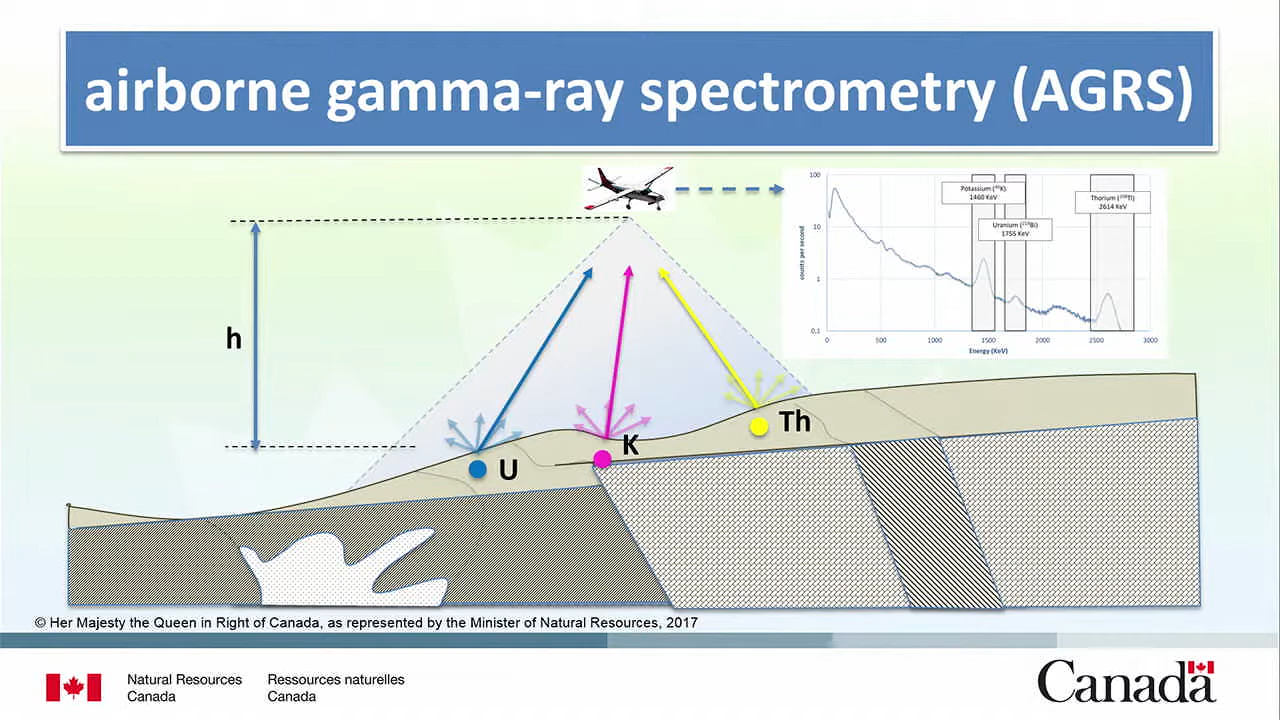 airborne gamma-ray spectrometry (AGRS)
100
10
1
0,1
counts per second
Potassium (⁴⁰K)
1460 KeV
Uranium (²¹⁴Bi)
1755 KeV
Thorium (²⁰⁸Tl)
2614 KeV
0
500
1000
1500
2000
2500
3000
Energy (KeV)
h
U
K
Th
© Her Majesty the Queen in Right of Canada, as represented by the Minister of Natural Resources, 2017
Natural Resources
Canada
Ressources naturelles
Canada
Canada